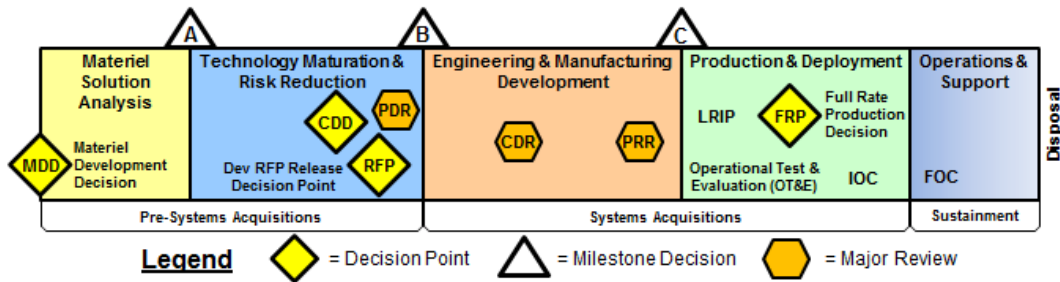 A
B
C
Materiel
Solution
Analysis
MDD
Materiel
Development
Decision
Technology Maturation &
Risk Reduction
CDD
PDR
Dev RFP Release
Decision Point
RFP
Engineering & Manufacturing
Development
CDR
PRR
Production & Deployment
LRIP
FRP
Full Rate
Production
Decision
Operational Test &
Evaluation (OT&E)
IOC
Operations &
Support
FOC
Disposal
Pre-Systems Acquisitions
Systems Acquisitions
Sustainment
Legend
= Decision Point
= Milestone Decision
= Major Review